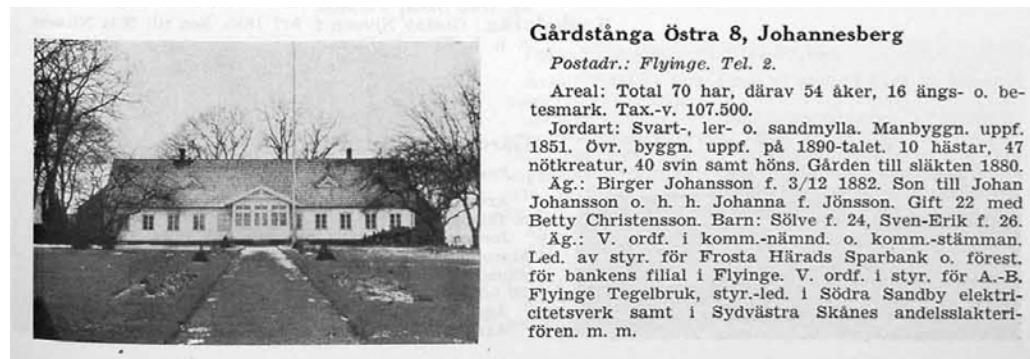 Gårdstånga Östra 8, Johannesberg
Postadr.: Flyinge. Tel. 2.
Areal: Total 70 har, därav 54 åker, 16 ängs- o. be-
tesmark. Tax.-v. 107.500.
Jordart: Svart-, ler- o. sandmylla. Manbyggn. uppf.
1851. Övr. byggn. uppf. på 1890-talet. 10 hästar, 47
nötkreatur, 40 svin samt höns. Gården till släkten 1880.
Äg.: Birger Johansson f. 3/12 1882. Son till Johan
Johansson o. h. h. Johanna f. Jönsson. Gift 22 med
Betty Christensson. Barn: Sölve f. 24, Sven-Erik f. 26.
Äg.: V. ordf. i komm.-nämnd. o. komm.-stämman.
Led. av styr. för Frosta Härads Sparbank o. förest.
för bankens filial i Flyinge. V. ordf. i styr. för A.-B.
Flyinge Tegelbruk, styr.-led. i Södra Sandby elektri-
citetsverk samt i Sydvästra Skånes andelsslakteri-
fören. m. m.